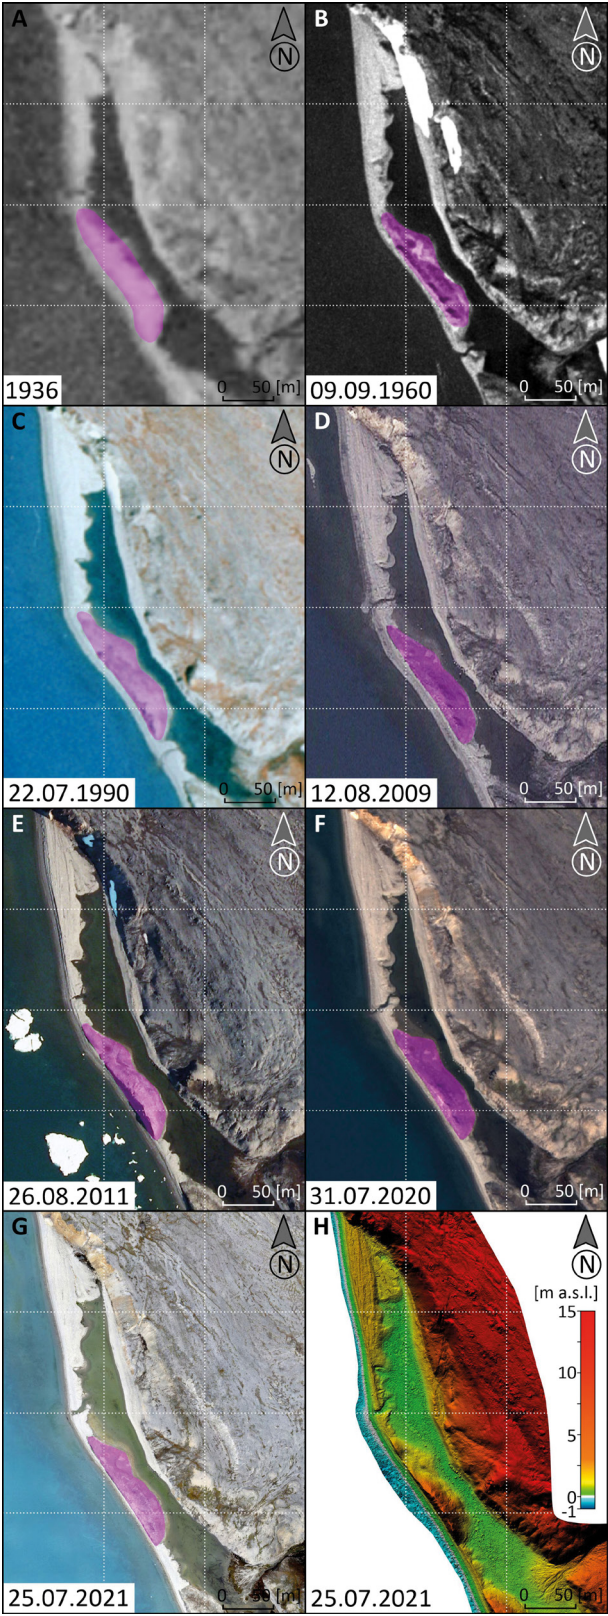 A
N
1936
0 50 [m]
B
N
09.09.1960
0 50 [m]
C
N
22.07.1990
0 50 [m]
D
N
12.08.2009
0 50 [m]
E
N
26.08.2011
0 50 [m]
F
N
31.07.2020
0 50 [m]
G
N
25.07.2021
0 50 [m]
H
N
[m a.s.l.]
15
10
5
0
-1
25.07.2021
0 50 [m]